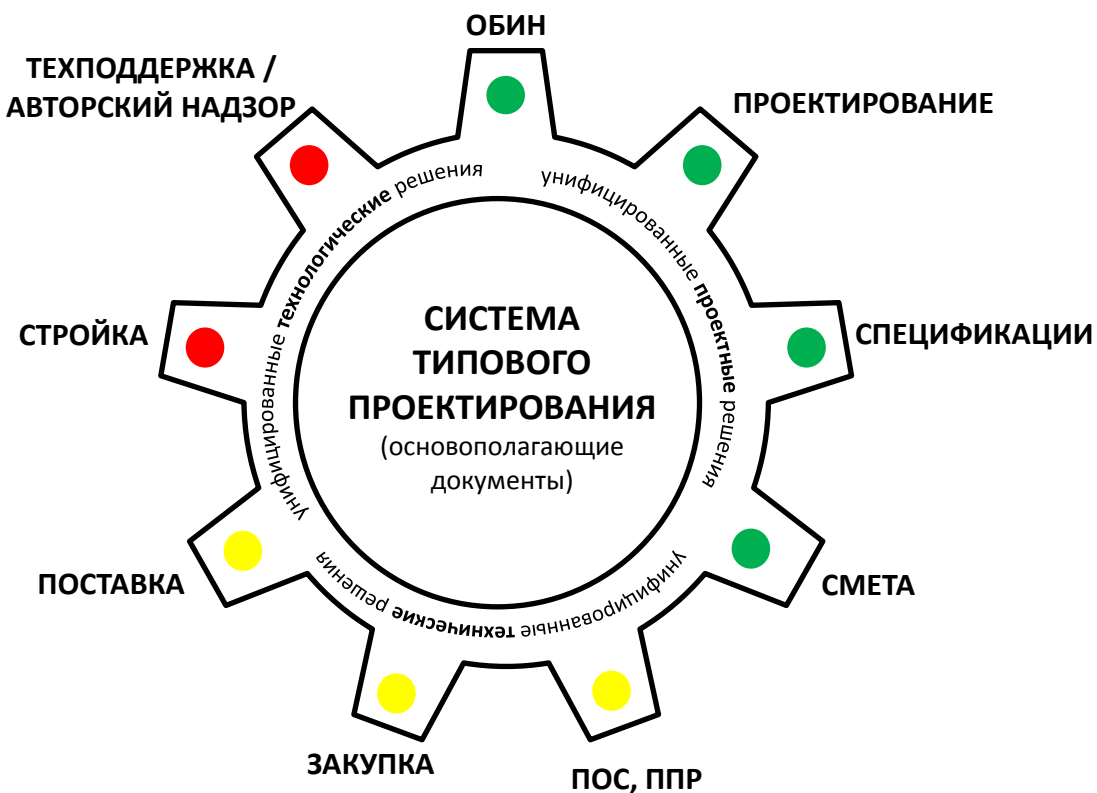 ОБИН
ТЕХПОДДЕРЖКА /
АВТОРСКИЙ НАДЗОР
ПРОЕКТИРОВАНИЕ
унифицированные технологические решения
унифицированные проектные решения
СТРОЙКА
СПЕЦИФИКАЦИИ
СИСТЕМА
ТИПОВОГО
ПРОЕКТИРОВАНИЯ
(основополагающие
документы)
унифицированные технические решения
ПОСТАВКА
СМЕТА
ЗАКУПКА
ПОС, ППР